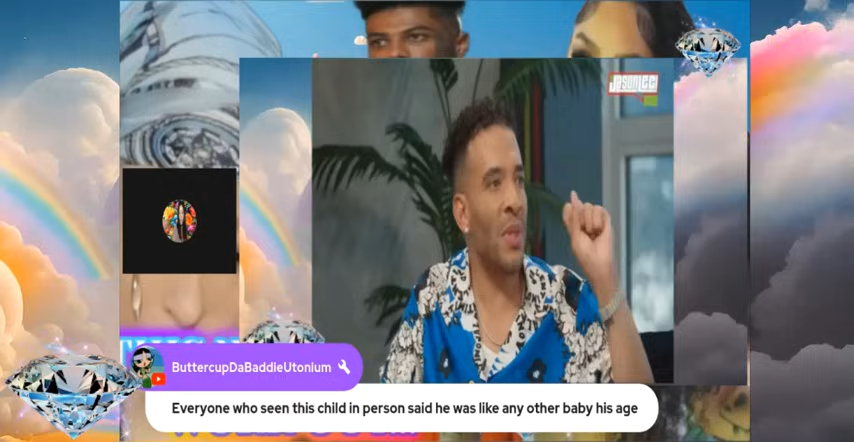 JASONLEE
ButtercupDaBaddieUtonium
Everyone who seen this child in person said he was like any other baby his age